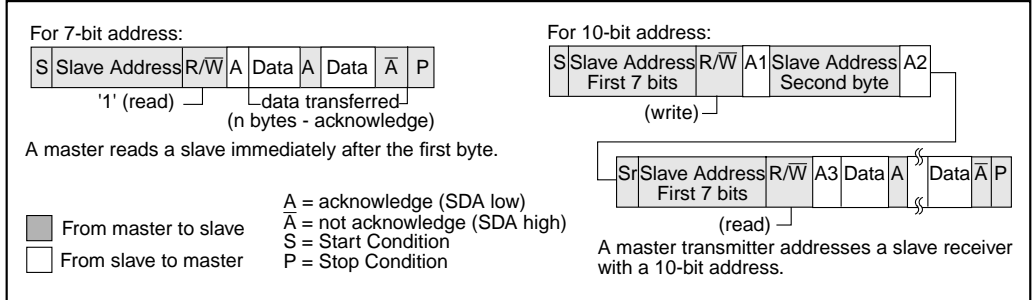 For 7-bit address:
S Slave Address R/W̅ A Data A Data A̅ P
'1' (read)
data transferred
(n bytes - acknowledge)
A master reads a slave immediately after the first byte.
From master to slave
From slave to master
A = acknowledge (SDA low)
A̅ = not acknowledge (SDA high)
S = Start Condition
P = Stop Condition
For 10-bit address:
S Slave Address First 7 bits R/W̅ A1 Slave Address Second byte A2
(write)
Sr Slave Address First 7 bits R/W̅ A3 Data A Data A̅ P
(read)
A master transmitter addresses a slave receiver
with a 10-bit address.